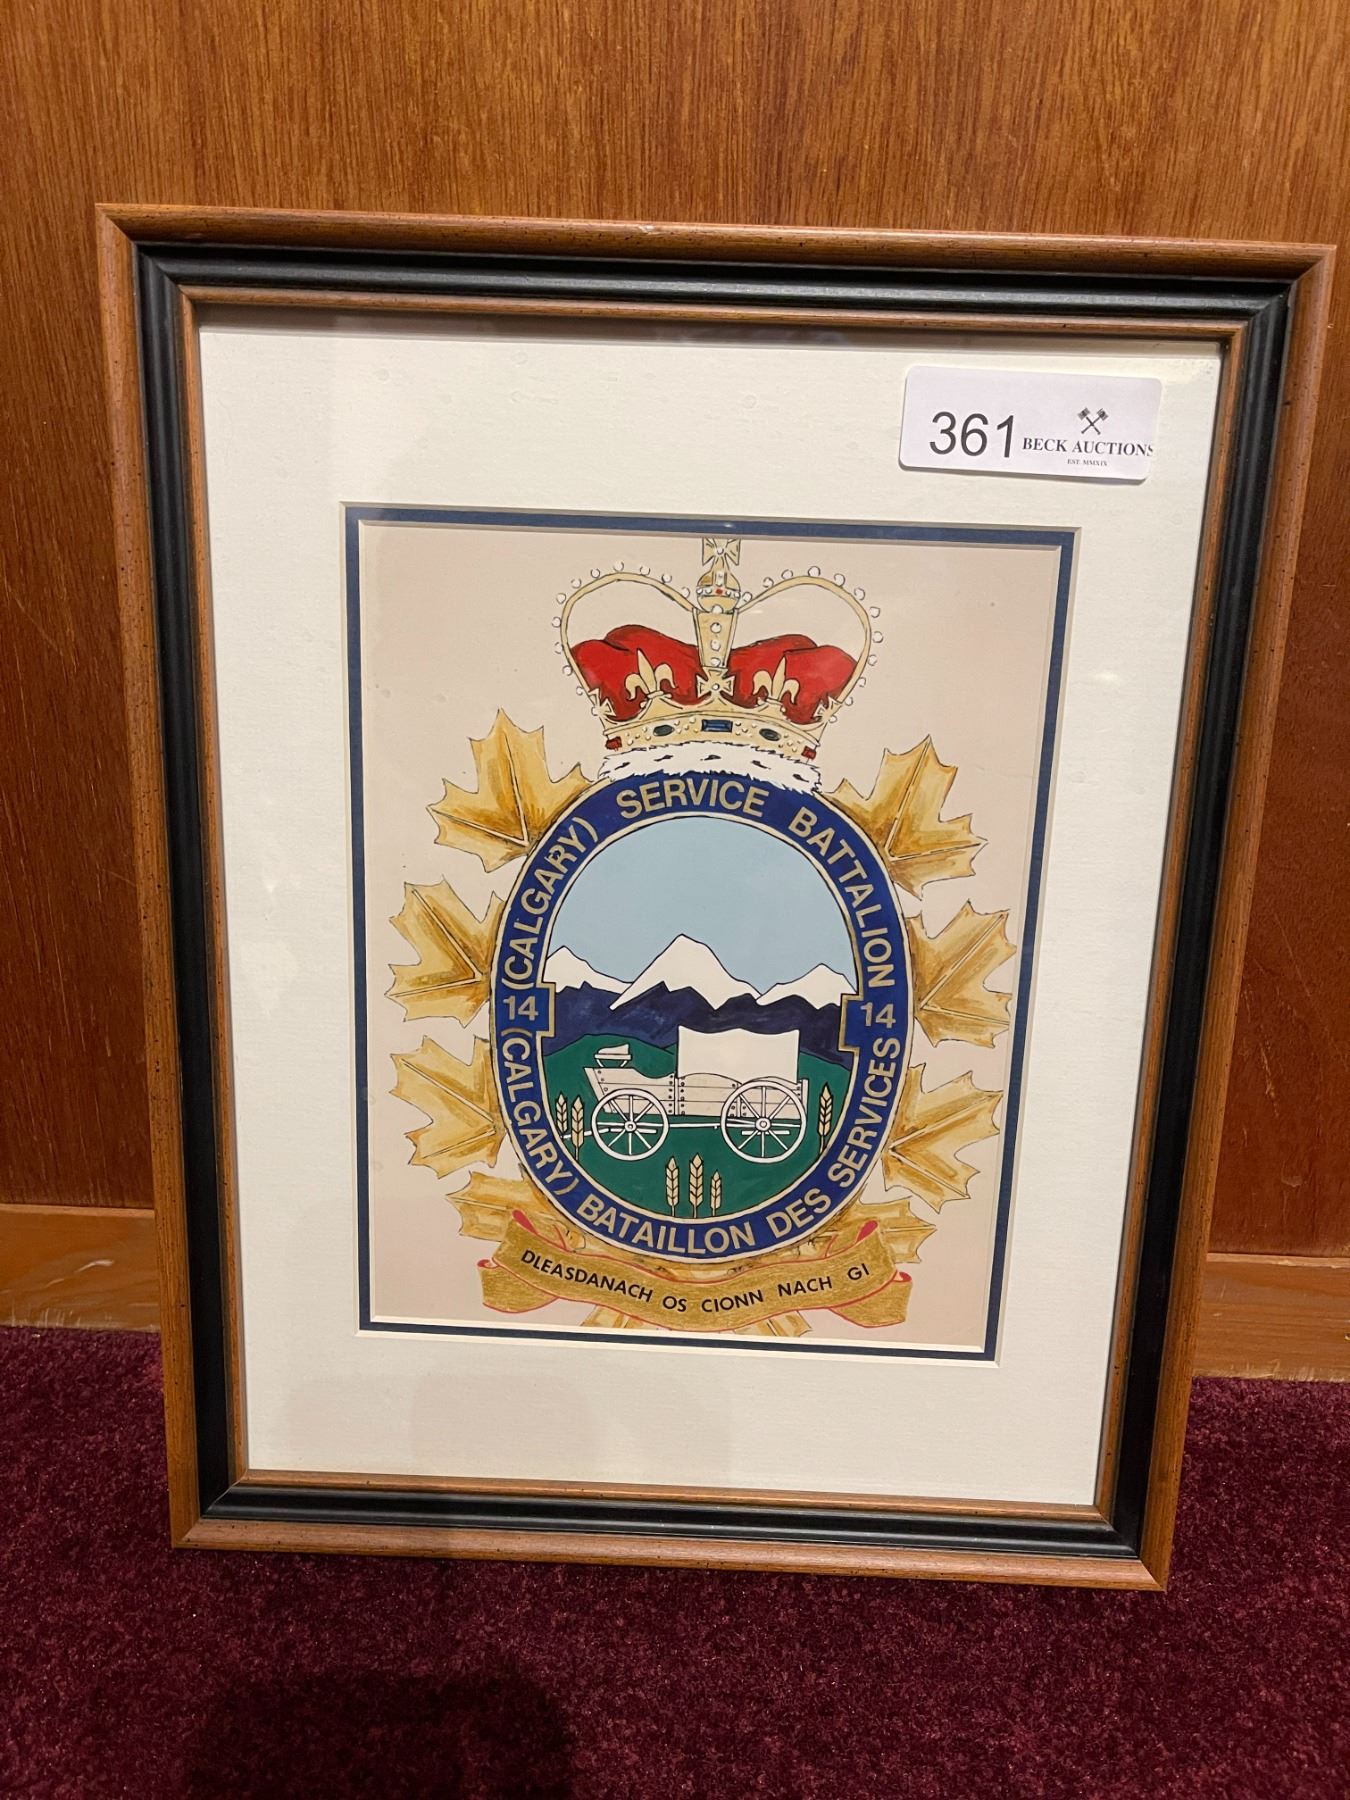 361
BECK AUCTIONS
EST. MMXIX
14 (CALGARY) SERVICE BATTALION 14
(CALGARY) BATAILLON DES SERVICES
DLEASDANACH OS CIONN NACH GI